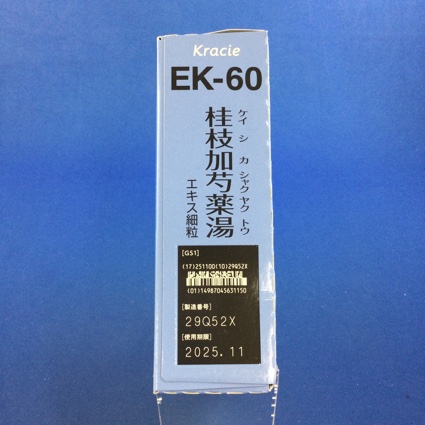 Kracie
EK-60
桂枝加芍薬湯
ケイ シ カ シャク ヤク トウ
エキス細粒
[GS1]
(17)251100(10)29Q52X
(01)14987045631150
[製造番号]
29Q52X
[使用期限]
2025.11